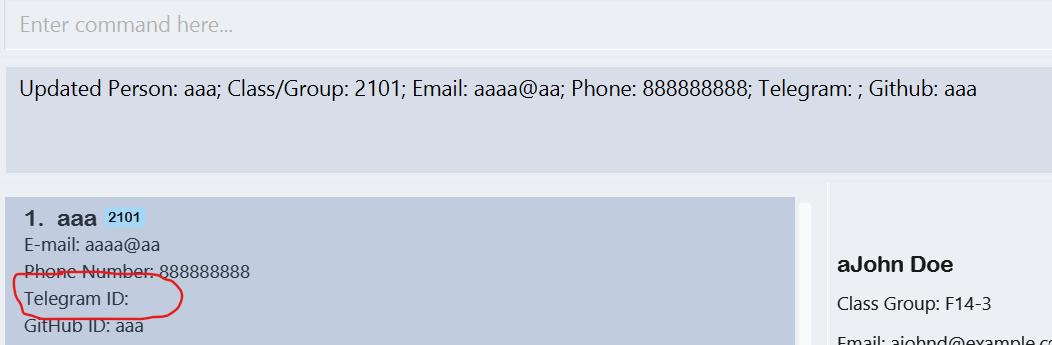 Enter command here...
Updated Person: aaa; Class/Group: 2101; Email: aaaa@aa; Phone: 888888888; Telegram: ; Github: aaa
1. aaa 2101
E-mail: aaaa@aa
Phone Number: 888888888
Telegram ID:
GitHub ID: aaa
aJohn Doe
Class Group: F14-3
Email: ajohnd@example.c